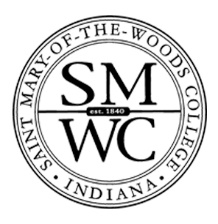 SAINT MARY-OF-THE-WOODS COLLEGE
SM
est. 1840
WC
· INDIANA ·